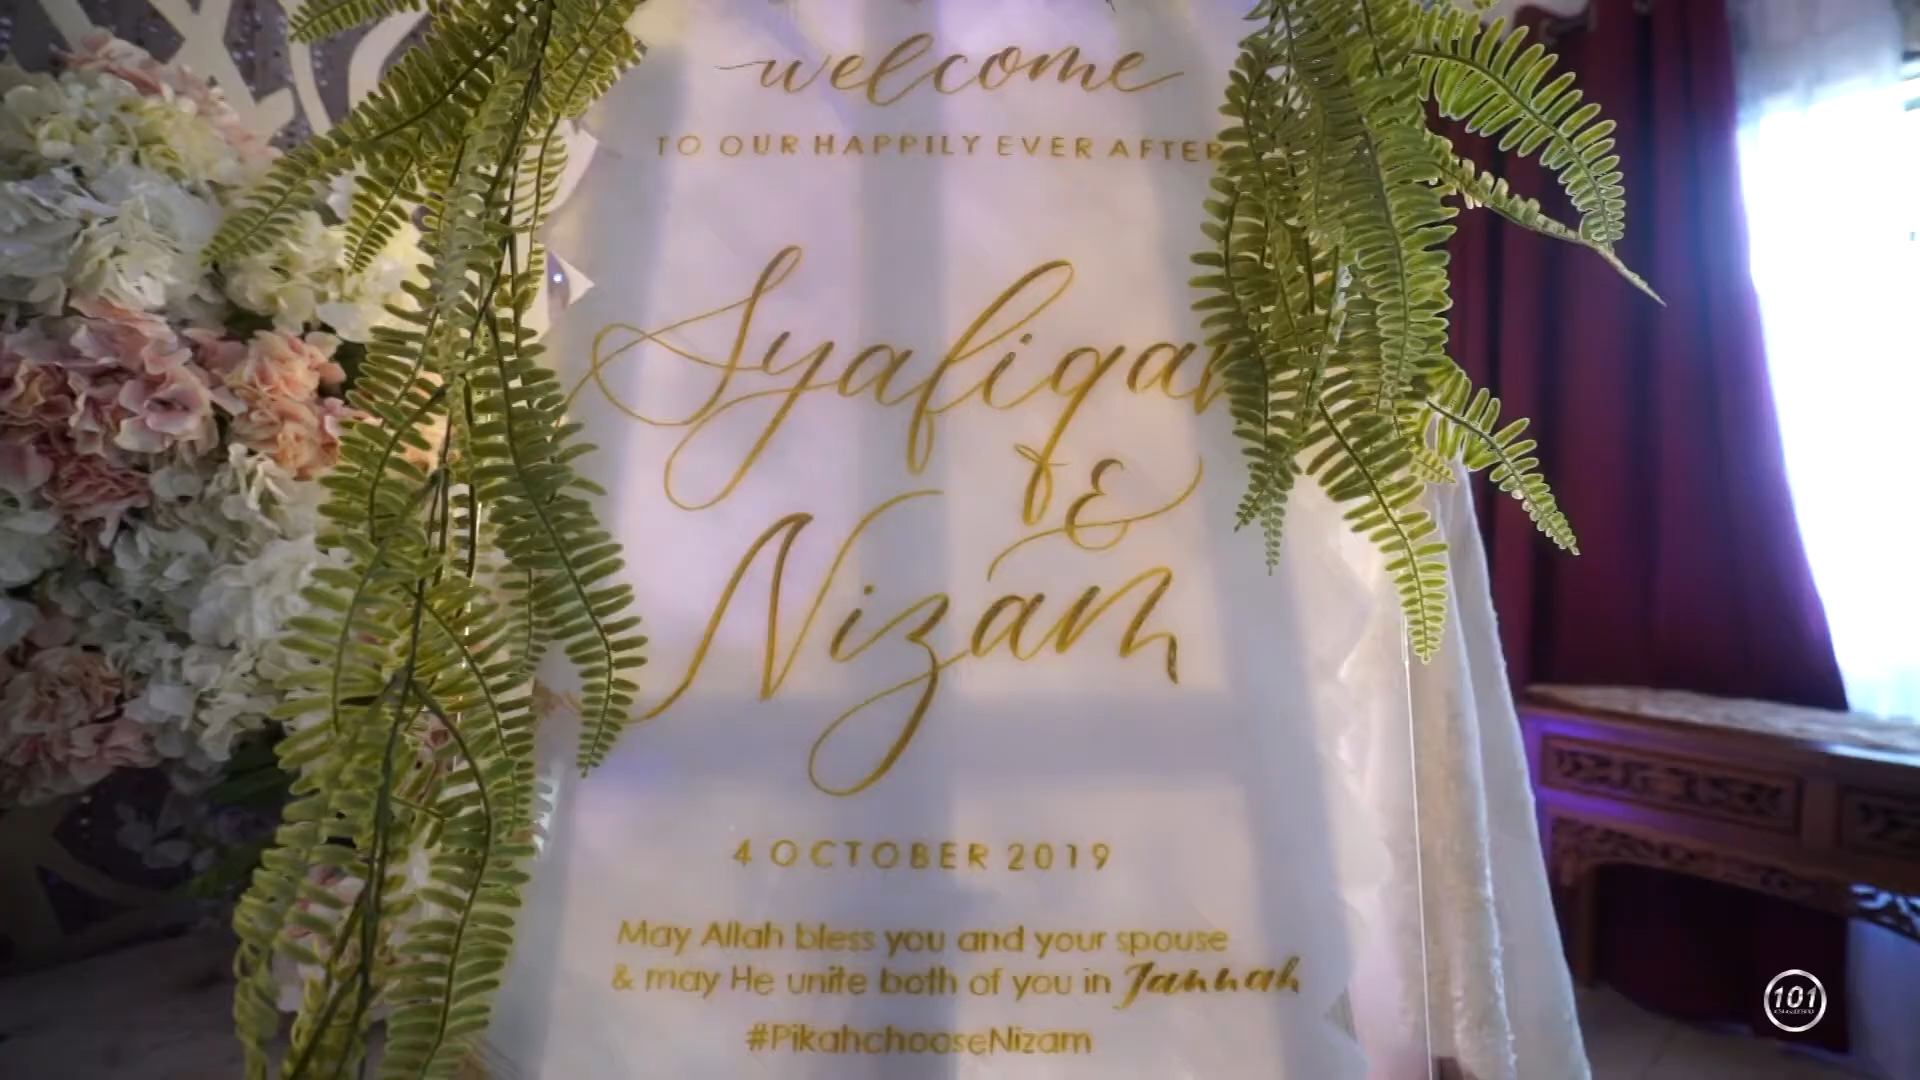 welcome
TO OUR HAPPILY EVER AFTER
Syafiqah
&
Nizam
4 OCTOBER 2019
May Allah bless you and your spouse
& may He unite both of you in Jannah
#PikahchooseNizam
101